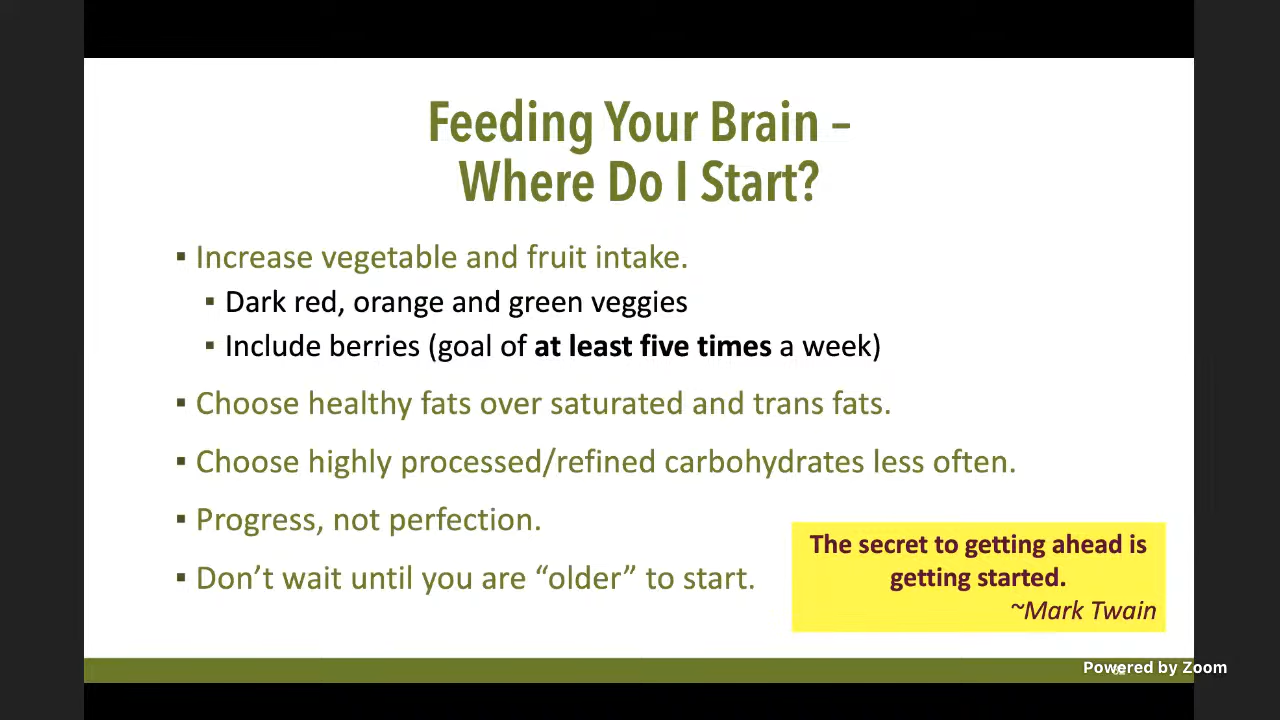 Feeding Your Brain –
Where Do I Start?
▪ Increase vegetable and fruit intake.
▪ Dark red, orange and green veggies
▪ Include berries (goal of at least five times a week)
▪ Choose healthy fats over saturated and trans fats.
▪ Choose highly processed/refined carbohydrates less often.
▪ Progress, not perfection.
▪ Don’t wait until you are “older” to start.
The secret to getting ahead is
getting started.
~Mark Twain
Powered by Zoom